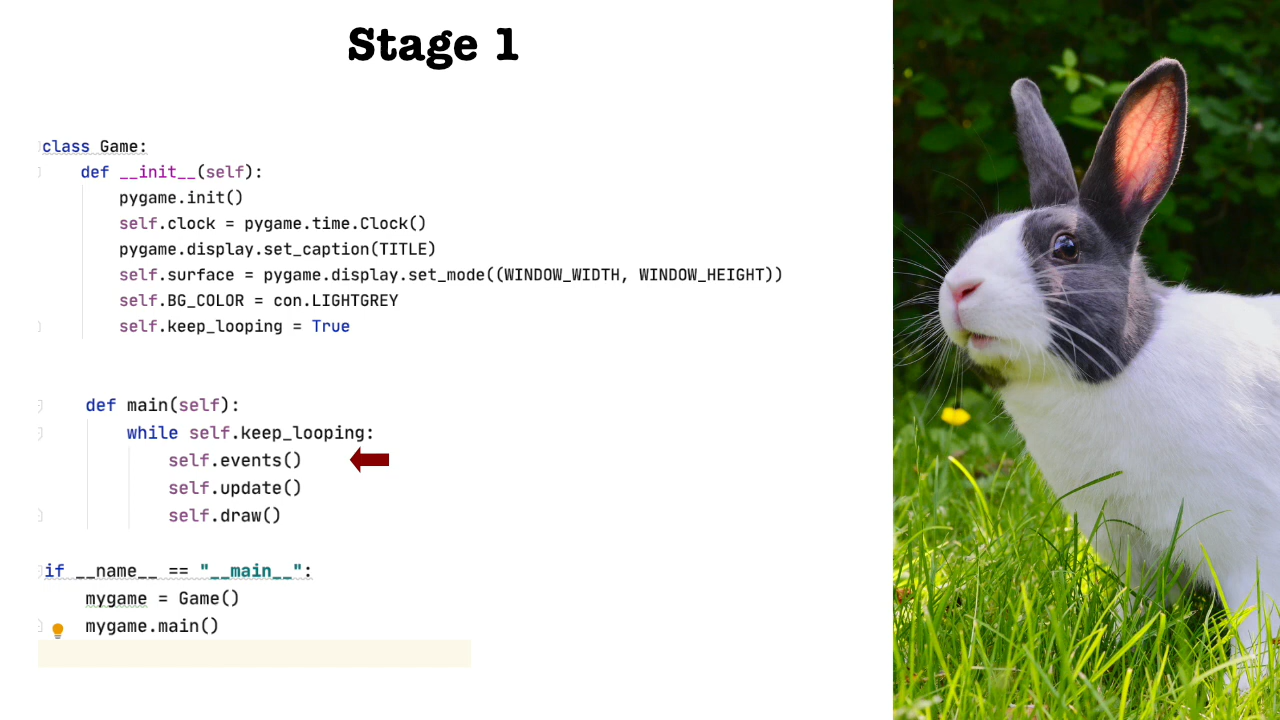 Stage 1
class Game:
    def __init__(self):
        pygame.init()
        self.clock = pygame.time.Clock()
        pygame.display.set_caption(TITLE)
        self.surface = pygame.display.set_mode((WINDOW_WIDTH, WINDOW_HEIGHT))
        self.BG_COLOR = con.LIGHTGREY
        self.keep_looping = True
    def main(self):
        while self.keep_looping:
            self.events()
            self.update()
            self.draw()
if __name__ == "__main__":
    mygame = Game()
    mygame.main()